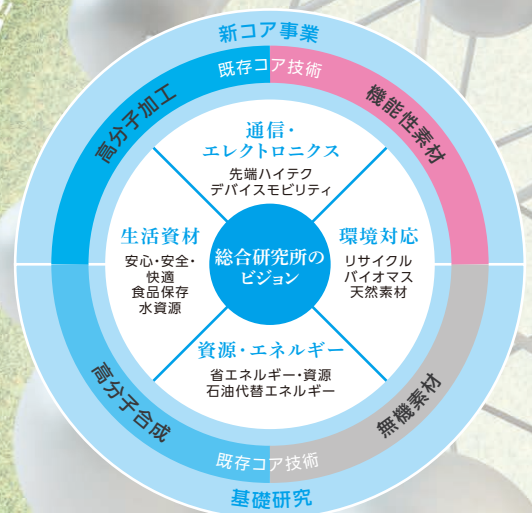 新コア事業
既存コア技術
高分子加工
機能性素材
通信・
エレクトロニクス
先端ハイテク
デバイスモビリティ
生活資材
安心・安全・
快適
食品保存
水資源
総合研究所の
ビジョン
環境対応
リサイクル
バイオマス
天然素材
資源・エネルギー
省エネルギー・資源
石油代替エネルギー
高分子合成
無機素材
既存コア技術
基礎研究